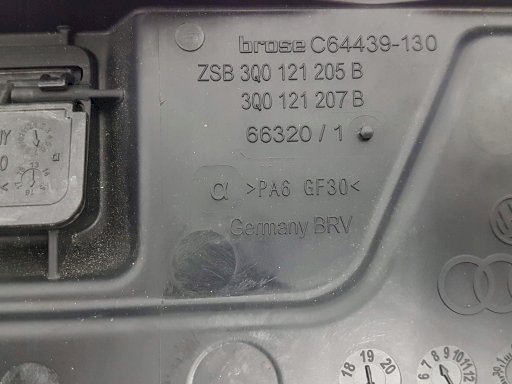 brose C64439-130
ZSB 3Q0 121 205 B
3Q0 121 207 B
66320 / 1
>PA6 GF30<
Germany BRV
18 19 20
6 7 8 9 10 11 12